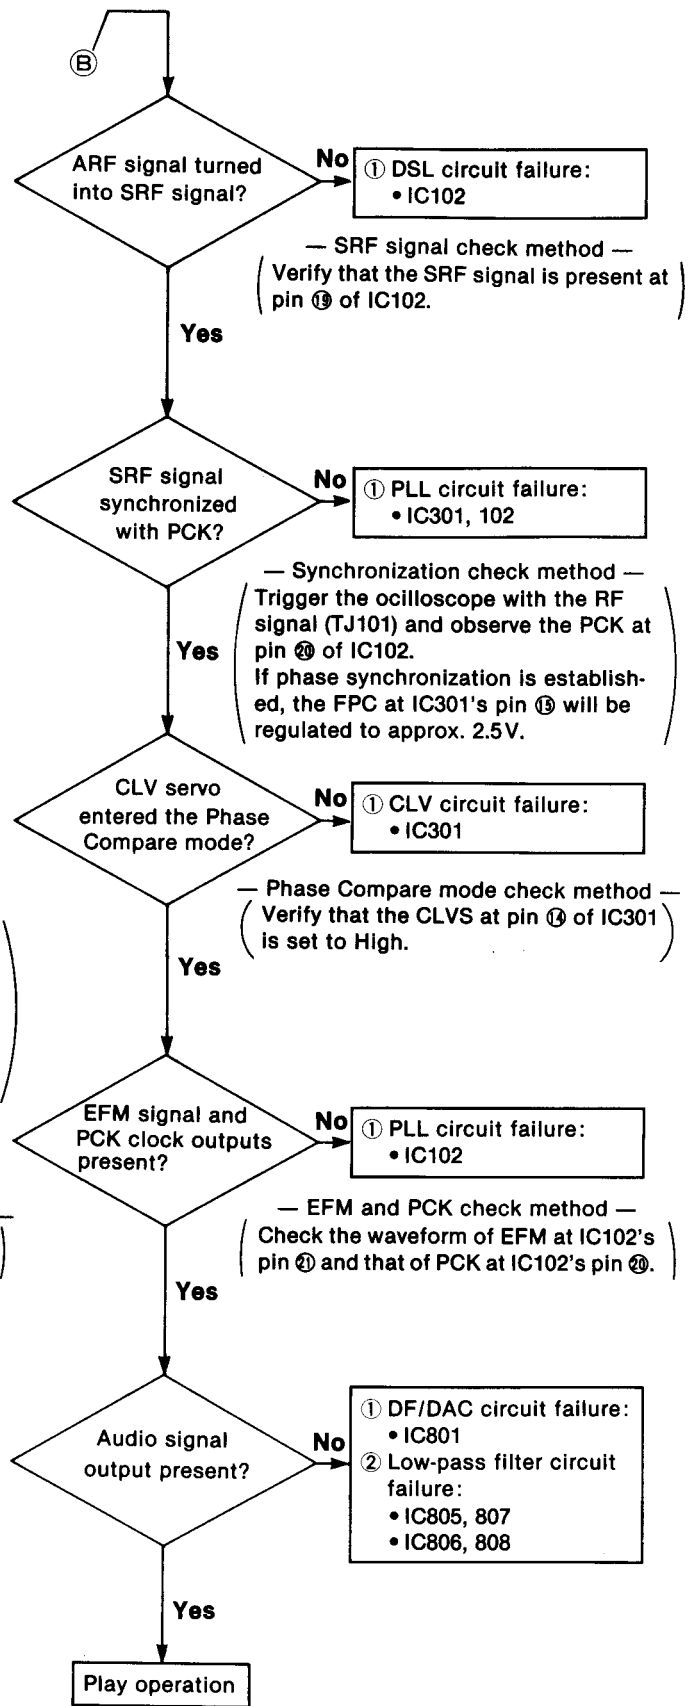 Ⓑ
ARF signal turned
into SRF signal?
No
① DSL circuit failure:
• IC102
— SRF signal check method —
Verify that the SRF signal is present at
pin ⑲ of IC102.
Yes
SRF signal
synchronized
with PCK?
No
① PLL circuit failure:
• IC301, 102
— Synchronization check method —
Trigger the ocilloscope with the RF
signal (TJ101) and observe the PCK at
pin ⑳ of IC102.
If phase synchronization is establish-
ed, the FPC at IC301's pin ⑮ will be
regulated to approx. 2.5V.
Yes
CLV servo
entered the Phase
Compare mode?
No
① CLV circuit failure:
• IC301
— Phase Compare mode check method —
Verify that the CLVS at pin ⑭ of IC301
is set to High.
Yes
EFM signal and
PCK clock outputs
present?
No
① PLL circuit failure:
• IC102
— EFM and PCK check method —
Check the waveform of EFM at IC102's
pin ㉑ and that of PCK at IC102's pin ⑳.
Yes
Audio signal
output present?
No
① DF/DAC circuit failure:
• IC801
② Low-pass filter circuit
failure:
• IC805, 807
• IC806, 808
Yes
Play operation